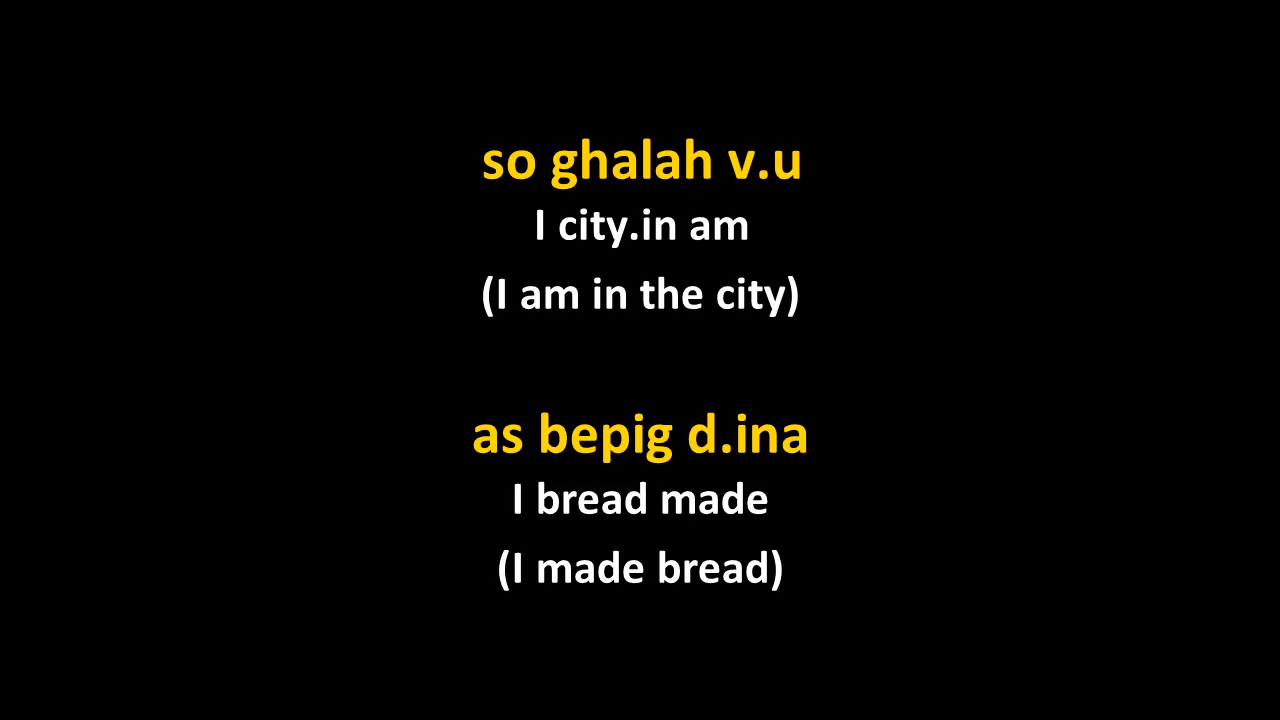 so ghalah v.u
I city.in am
(I am in the city)
as bepig d.ina
I bread made
(I made bread)